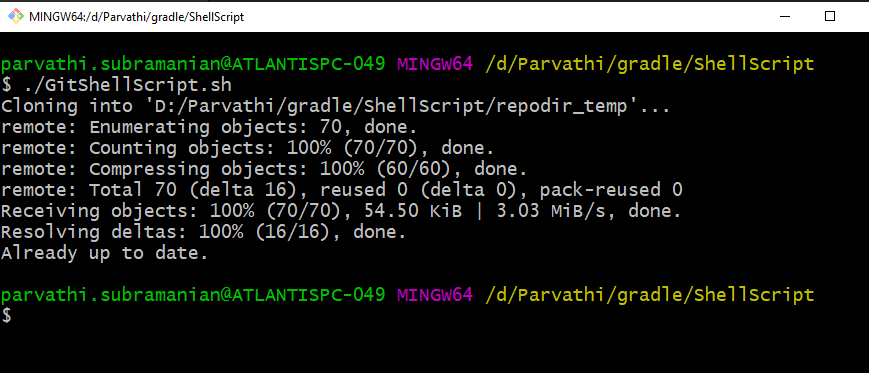 MINGW64:/d/Parvathi/gradle/ShellScript
parvathi.subramanian@ATLANTISPC-049 MINGW64 /d/Parvathi/gradle/ShellScript
$ ./GitShellScript.sh
Cloning into 'D:/Parvathi/gradle/ShellScript/repodir_temp'...
remote: Enumerating objects: 70, done.
remote: Counting objects: 100% (70/70), done.
remote: Compressing objects: 100% (60/60), done.
remote: Total 70 (delta 16), reused 0 (delta 0), pack-reused 0
Receiving objects: 100% (70/70), 54.50 KiB | 3.03 MiB/s, done.
Resolving deltas: 100% (16/16), done.
Already up to date.
parvathi.subramanian@ATLANTISPC-049 MINGW64 /d/Parvathi/gradle/ShellScript
$